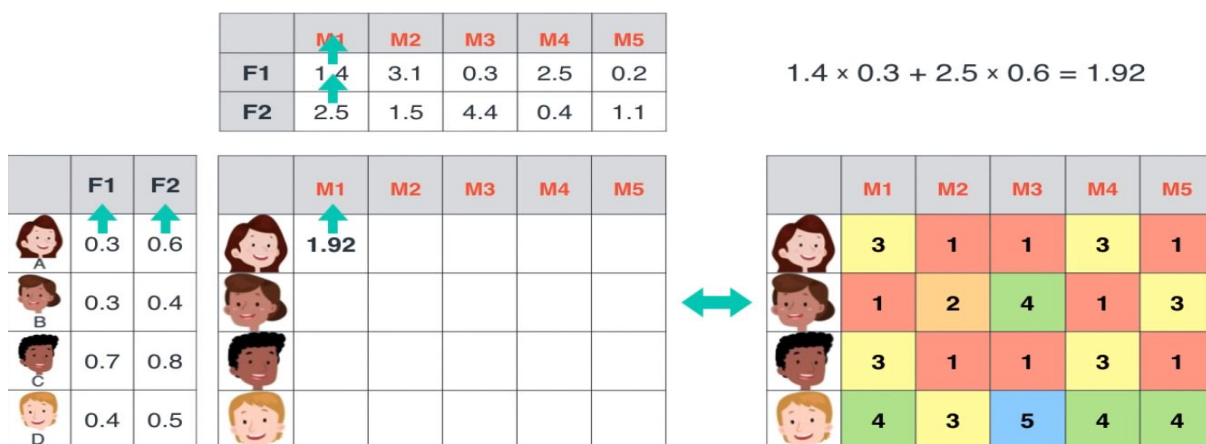 M1 M2 M3 M4 M5
F1 1.4 3.1 0.3 2.5 0.2
F2 2.5 1.5 4.4 0.4 1.1
1.4 × 0.3 + 2.5 × 0.6 = 1.92
F1 F2
A 0.3 0.6
B 0.3 0.4
C 0.7 0.8
D 0.4 0.5
M1 M2 M3 M4 M5
1.92
M1 M2 M3 M4 M5
3 1 1 3 1
1 2 4 1 3
3 1 1 3 1
4 3 5 4 4